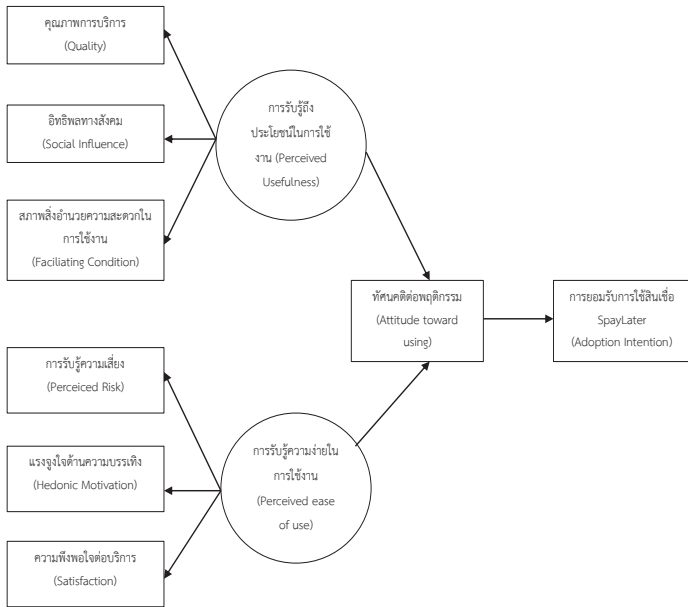 คุณภาพการบริการ
(Quality)
อิทธิพลทางสังคม
(Social Influence)
สภาพสิ่งอำนวยความสะดวกใน
การใช้งาน
(Faciliating Condition)
การรับรู้ถึง
ประโยชน์ในการใช้
งาน (Perceived
Usefulness)
ทัศนคติต่อพฤติกรรม
(Attitude toward
using)
การยอมรับการใช้สินเชื่อ
SpayLater
(Adoption Intention)
การรับรู้ความเสี่ยง
(Perceiced Risk)
แรงจูงใจด้านความบรรเทิง
(Hedonic Motivation)
ความพึงพอใจต่อบริการ
(Satisfaction)
การรับรู้ความง่ายใน
การใช้งาน
(Perceived ease
of use)